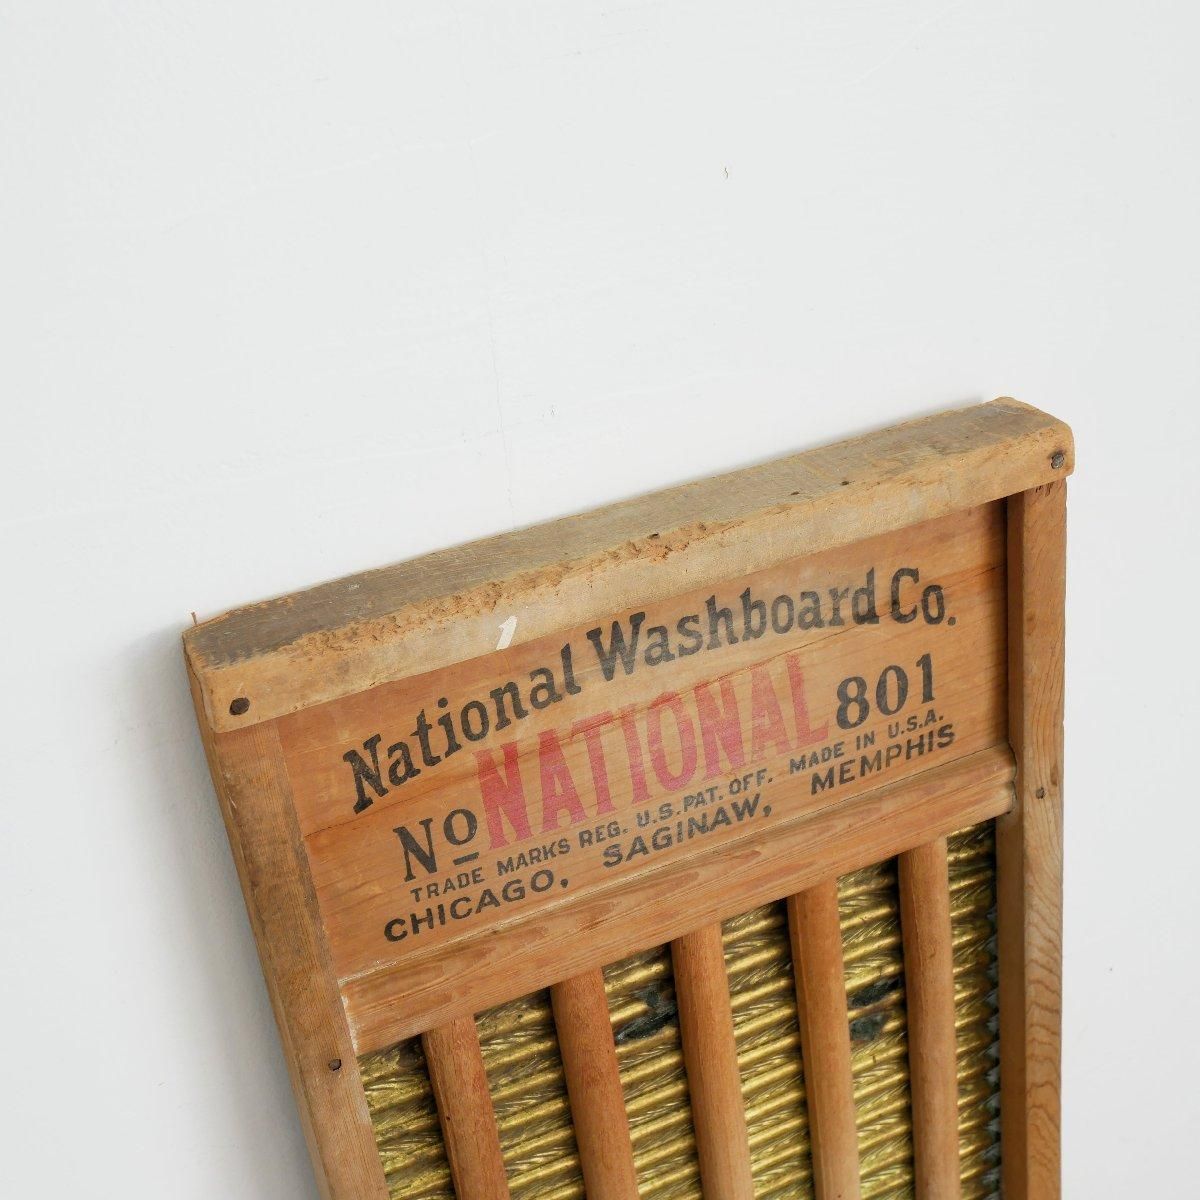 National Washboard Co.
No NATIONAL 801
TRADE MARKS REG. U.S.PAT. OFF. MADE IN U.S.A.
CHICAGO, SAGINAW, MEMPHIS